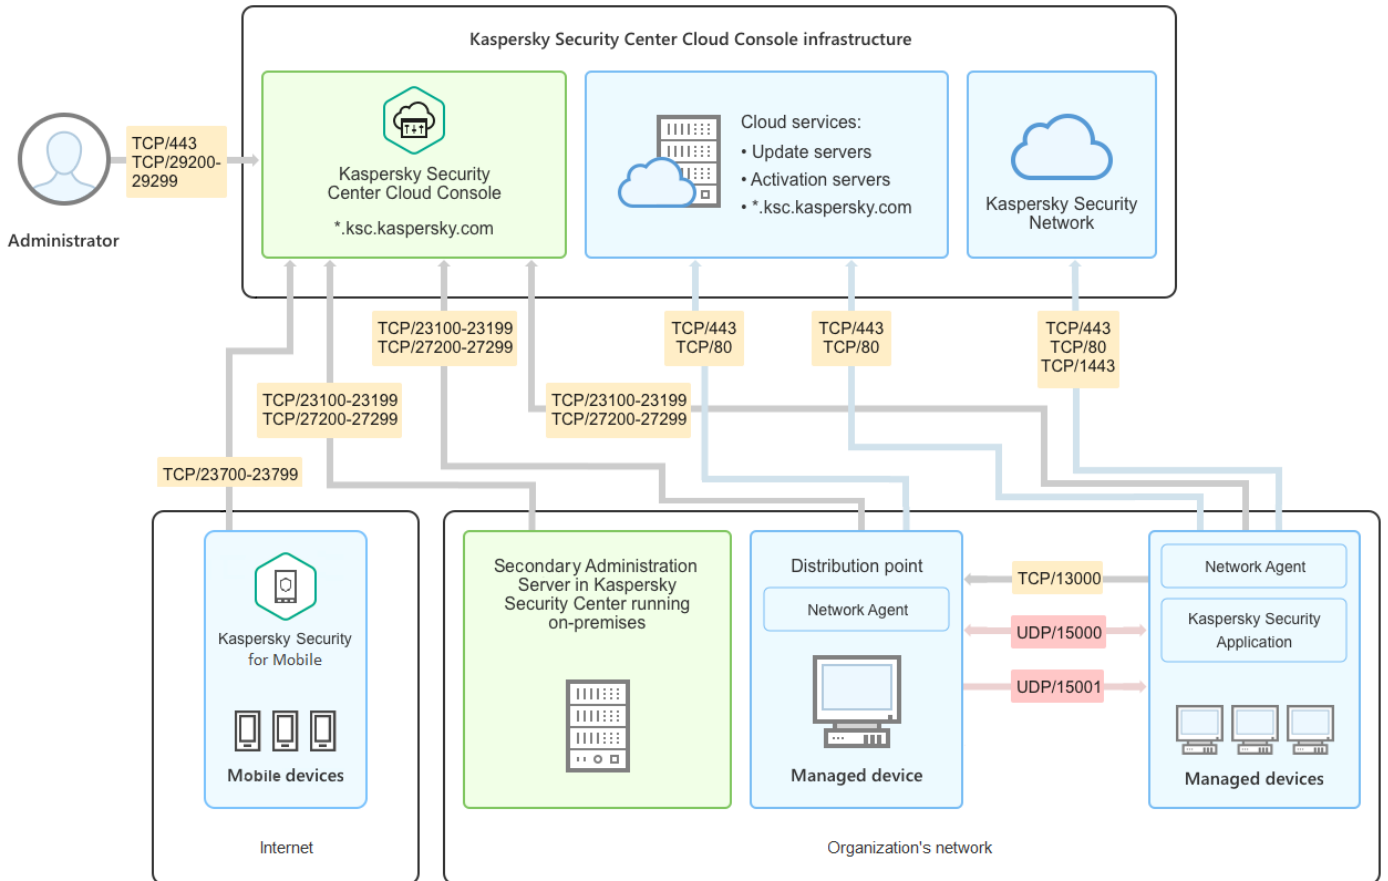 Kaspersky Security Center Cloud Console infrastructure
TCP/443
TCP/29200-
29299
Administrator
Kaspersky Security
Center Cloud Console
*.ksc.kaspersky.com
Cloud services:
• Update servers
• Activation servers
• *.ksc.kaspersky.com
Kaspersky Security
Network
TCP/23100-23199
TCP/27200-27299
TCP/443
TCP/80
TCP/443
TCP/80
TCP/443
TCP/80
TCP/1443
TCP/23100-23199
TCP/27200-27299
TCP/23100-23199
TCP/27200-27299
TCP/23700-23799
Kaspersky Security
for Mobile
Mobile devices
Internet
Secondary Administration
Server in Kaspersky
Security Center running
on-premises
Distribution point
Network Agent
Managed device
TCP/13000
UDP/15000
UDP/15001
Network Agent
Kaspersky Security
Application
Managed devices
Organization's network